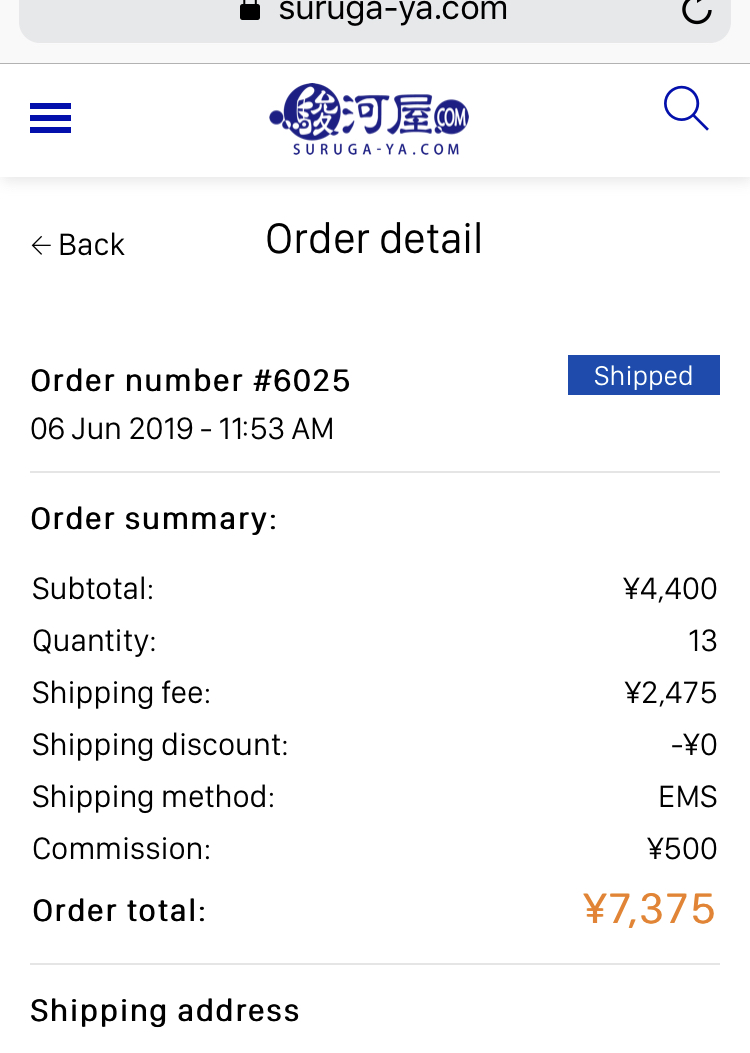 suruga-ya.com
駿河屋.COM
SURUGA-YA.COM
← Back
Order detail
Order number #6025
Shipped
06 Jun 2019 - 11:53 AM
Order summary:
Subtotal: ¥4,400
Quantity: 13
Shipping fee: ¥2,475
Shipping discount: -¥0
Shipping method: EMS
Commission: ¥500
Order total: ¥7,375
Shipping address